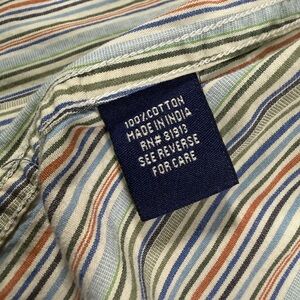 100% COTTON
MADE IN INDIA
RN# 81913
SEE REVERSE
FOR CARE